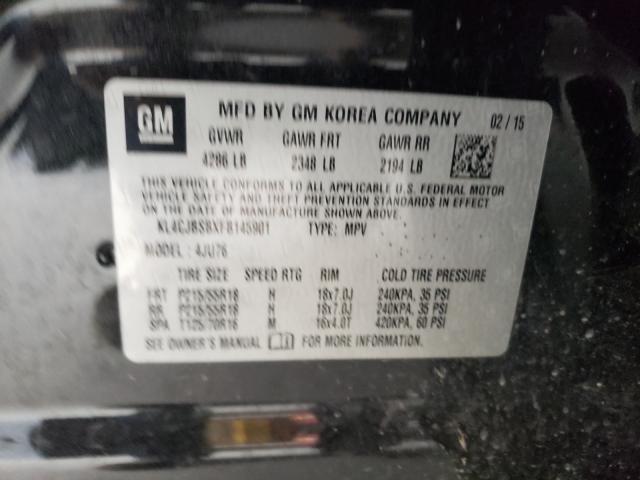 GM
MFD BY GM KOREA COMPANY 02/15
GVWR GAWR FRT GAWR RR
4286 LB 2348 LB 2194 LB
THIS VEHICLE CONFORMS TO ALL APPLICABLE U.S. FEDERAL MOTOR
VEHICLE SAFETY, BUMPER, AND THEFT PREVENTION STANDARDS
IN EFFECT ON THE DATE OF MANUFACTURE SHOWN ABOVE.
KL4CJBSBXFB145901 TYPE: MPV
MODEL: 4JU76
TIRE SIZE SPEED RTG RIM COLD TIRE PRESSURE
FRT P215/55R18 H 18x7.0J 240KPA, 35 PSI
RR P215/55R18 H 18x7.0J 240KPA, 35 PSI
SPA T125/70R16 M 16x4.0T 420KPA, 60 PSI
SEE OWNER'S MANUAL FOR MORE INFORMATION.